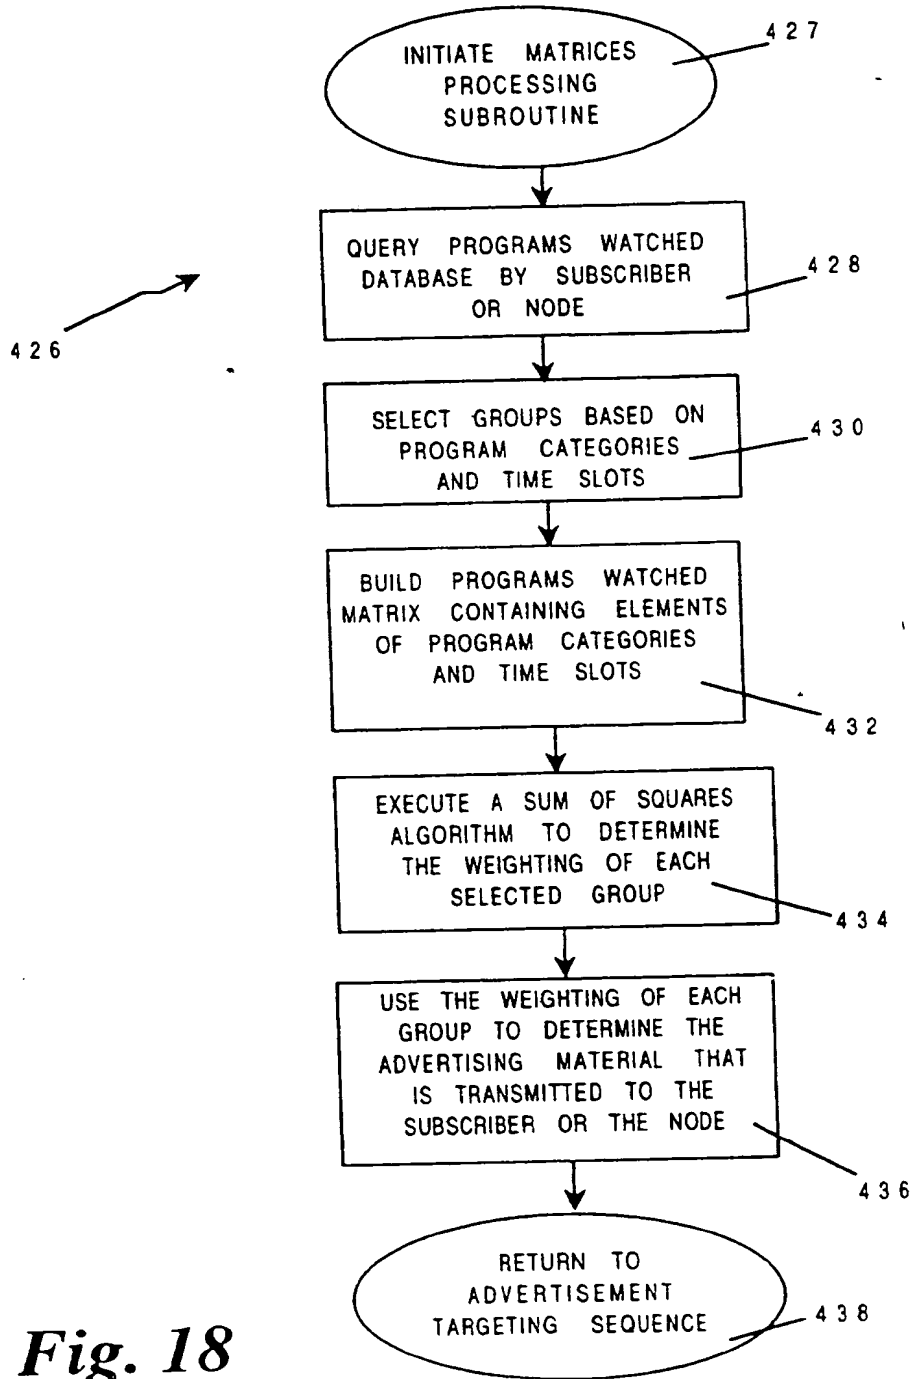 INITIATE MATRICES
PROCESSING
SUBROUTINE
427
QUERY PROGRAMS WATCHED
DATABASE BY SUBSCRIBER
OR NODE
428
426
SELECT GROUPS BASED ON
PROGRAM CATEGORIES
AND TIME SLOTS
430
BUILD PROGRAMS WATCHED
MATRIX CONTAINING ELEMENTS
OF PROGRAM CATEGORIES
AND TIME SLOTS
432
EXECUTE A SUM OF SQUARES
ALGORITHM TO DETERMINE
THE WEIGHTING OF EACH
SELECTED GROUP
434
USE THE WEIGHTING OF EACH
GROUP TO DETERMINE THE
ADVERTISING MATERIAL THAT
IS TRANSMITTED TO THE
SUBSCRIBER OR THE NODE
436
RETURN TO
ADVERTISEMENT
TARGETING SEQUENCE
438
Fig. 18